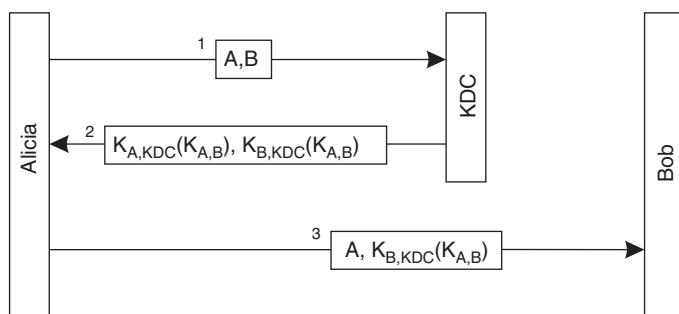 1
A,B
KDC
2
K_A,KDC(K_A,B), K_B,KDC(K_A,B)
Alicia
Bob
3
A, K_B,KDC(K_A,B)